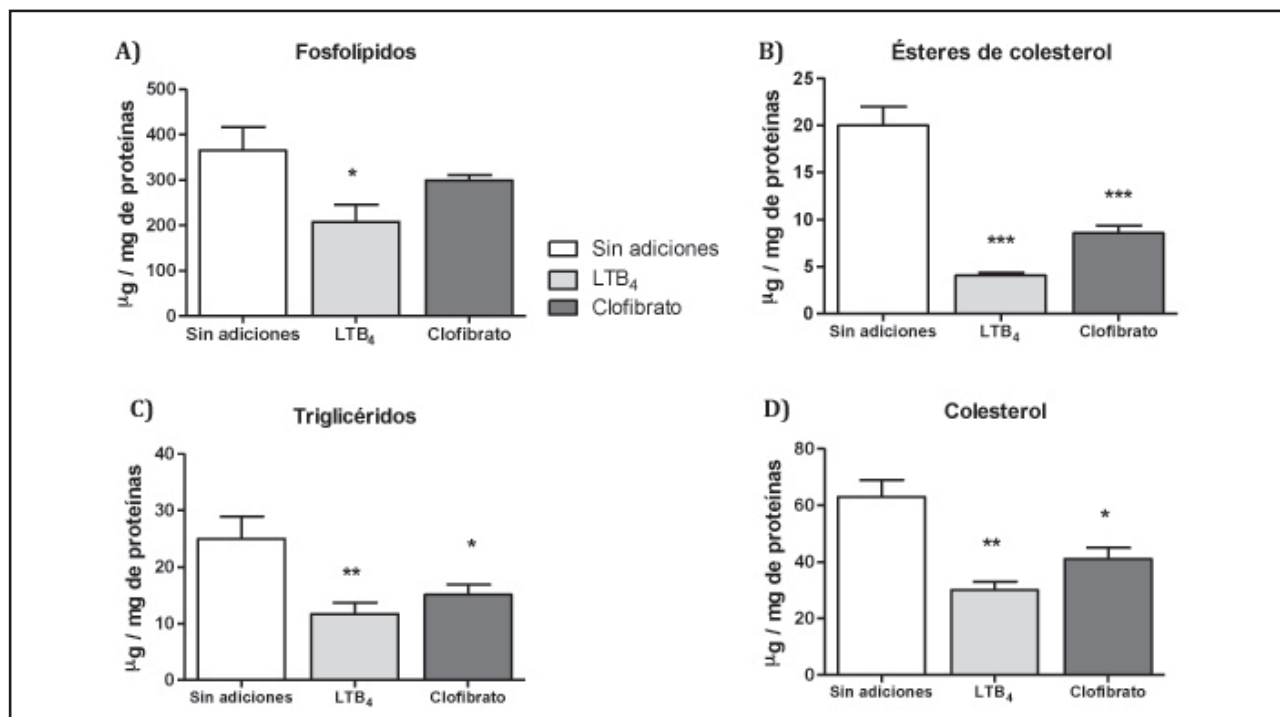 A)
Fosfolípidos
µg / mg de proteínas
500
400
300
200
100
0
*
Sin adiciones LTB₄ Clofibrato
Sin adiciones
LTB₄
Clofibrato
B)
Ésteres de colesterol
µg / mg de proteínas
25
20
15
10
5
0
***
***
Sin adiciones LTB₄ Clofibrato
C)
Triglicéridos
µg / mg de proteínas
40
30
20
10
0
**
*
Sin adiciones LTB₄ Clofibrato
D)
Colesterol
µg / mg de proteínas
80
60
40
20
0
**
*
Sin adiciones LTB₄ Clofibrato